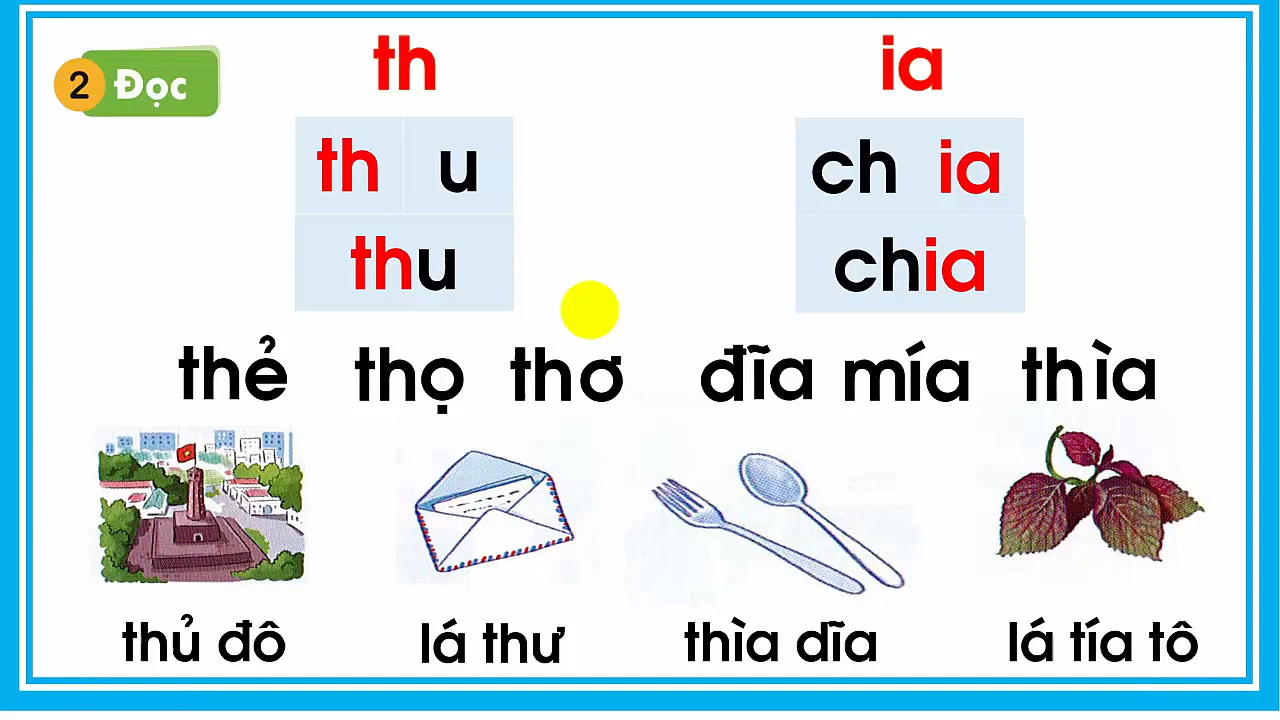 2 Đọc
th ia
th u ch ia
thu chia
thẻ thọ thơ đĩa mía thìa
thủ đô lá thư thìa dĩa lá tía tô